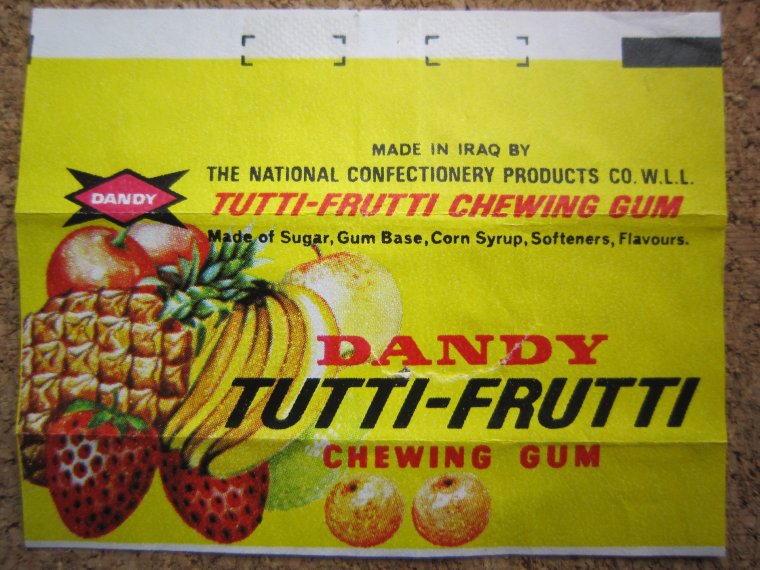 MADE IN IRAQ BY
THE NATIONAL CONFECTIONERY PRODUCTS CO. W.L.L.
DANDY
TUTTI-FRUTTI CHEWING GUM
Made of Sugar, Gum Base, Corn Syrup, Softeners, Flavours.
DANDY
TUTTI-FRUTTI
CHEWING GUM